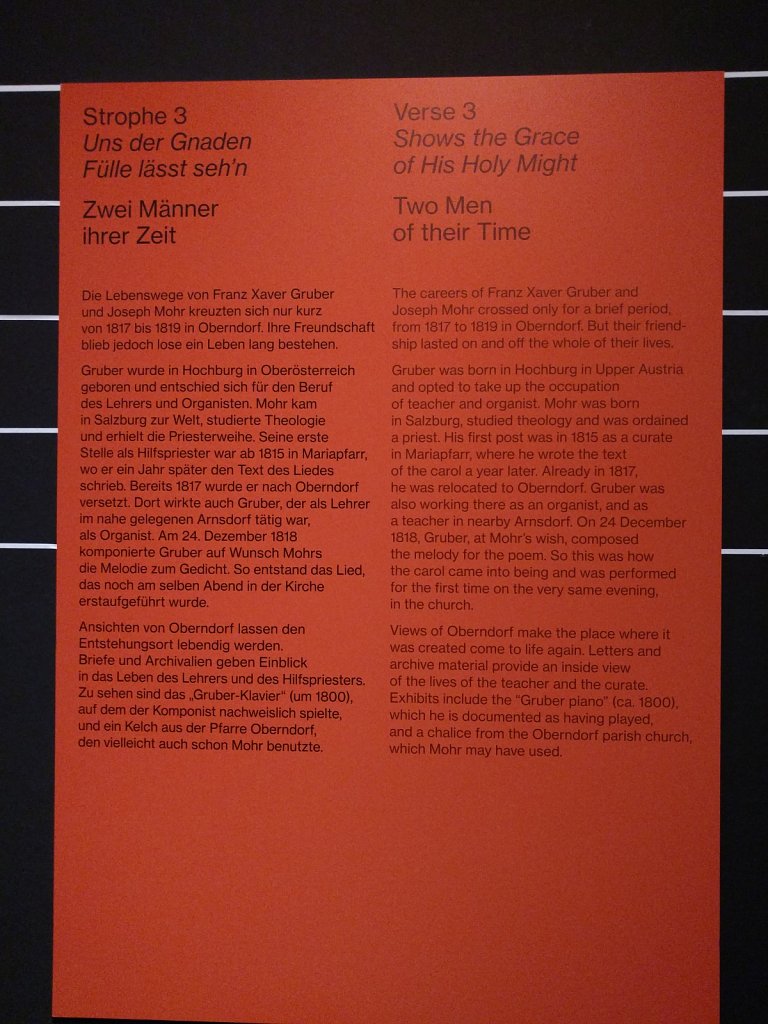 Strophe 3
Uns der Gnaden
Fülle lässt seh'n
Zwei Männer
ihrer Zeit
Die Lebenswege von Franz Xaver Gruber
und Joseph Mohr kreuzten sich nur kurz
von 1817 bis 1819 in Oberndorf. Ihre Freundschaft
blieb jedoch lose ein Leben lang bestehen.
Gruber wurde in Hochburg in Oberösterreich
geboren und entschied sich für den Beruf
des Lehrers und Organisten. Mohr kam
in Salzburg zur Welt, studierte Theologie
und erhielt die Priesterweihe. Seine erste
Stelle als Hilfspriester war ab 1815 in Mariapfarr,
wo er ein Jahr später den Text des Liedes
schrieb. Bereits 1817 wurde er nach Oberndorf
versetzt. Dort wirkte auch Gruber, der als Lehrer
im nahe gelegenen Arnsdorf tätig war,
als Organist. Am 24. Dezember 1818
komponierte Gruber auf Wunsch Mohrs
die Melodie zum Gedicht. So entstand das Lied,
das noch am selben Abend in der Kirche
erstaufgeführt wurde.
Ansichten von Oberndorf lassen den
Entstehungsort lebendig werden.
Briefe und Archivalien geben Einblick
in das Leben des Lehrers und des Hilfspriesters.
Zu sehen sind das „Gruber-Klavier“ (um 1800),
auf dem der Komponist nachweislich spielte,
und ein Kelch aus der Pfarre Oberndorf,
den vielleicht auch schon Mohr benutzte.
Verse 3
Shows the Grace
of His Holy Might
Two Men
of their Time
The careers of Franz Xaver Gruber and
Joseph Mohr crossed only for a brief period,
from 1817 to 1819 in Oberndorf. But their friend-
ship lasted on and off the whole of their lives.
Gruber was born in Hochburg in Upper Austria
and opted to take up the occupation
of teacher and organist. Mohr was born
in Salzburg, studied theology and was ordained
a priest. His first post was in 1815 as a curate
in Mariapfarr, where he wrote the text
of the carol a year later. Already in 1817,
he was relocated to Oberndorf. Gruber was
also working there as an organist, and as
a teacher in nearby Arnsdorf. On 24 December
1818, Gruber, at Mohr's wish, composed
the melody for the poem. So this was how
the carol came into being and was performed
for the first time on the very same evening,
in the church.
Views of Oberndorf make the place where it
was created come to life again. Letters and
archive material provide an inside view
of the lives of the teacher and the curate.
Exhibits include the “Gruber piano” (ca. 1800),
which he is documented as having played,
and a chalice from the Oberndorf parish church,
which Mohr may have used.